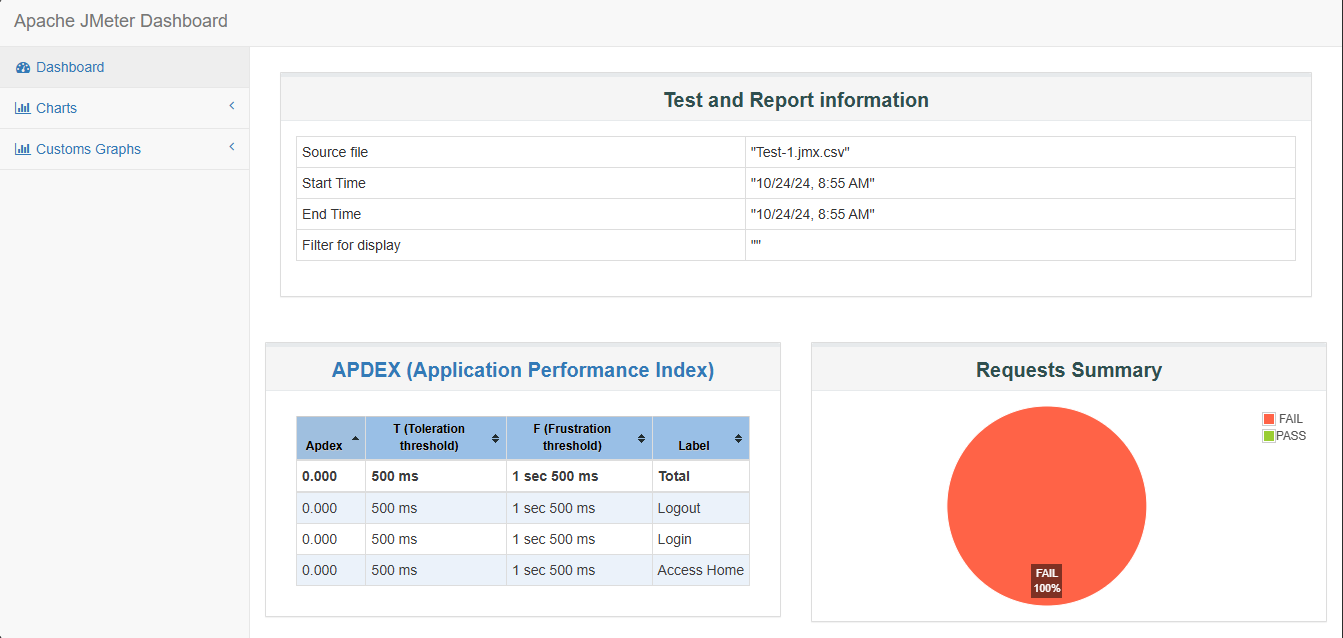 Apache JMeter Dashboard
Dashboard
Charts
Customs Graphs
Test and Report information
Source file "Test-1.jmx.csv"
Start Time "10/24/24, 8:55 AM"
End Time "10/24/24, 8:55 AM"
Filter for display ""
APDEX (Application Performance Index)
Apdex T (Toleration threshold) F (Frustration threshold) Label
0.000 500 ms 1 sec 500 ms Total
0.000 500 ms 1 sec 500 ms Logout
0.000 500 ms 1 sec 500 ms Login
0.000 500 ms 1 sec 500 ms Access Home
Requests Summary
FAIL
PASS
FAIL
100%